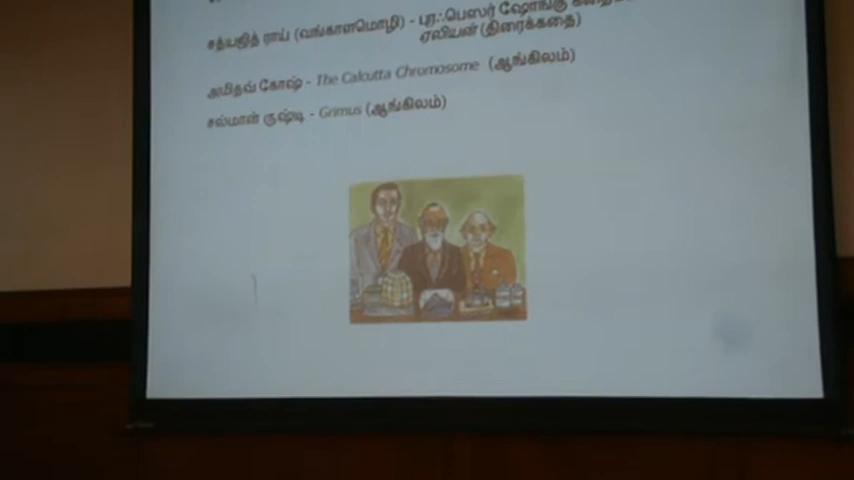 சத்யஜித் ராய் (வங்காளமொழி) - புரஃபெஸர் ஷோங்கு
ஏலியன் (திரைக்கதை)
அமிதவ் கோஷ் - The Calcutta Chromosome (ஆங்கிலம்)
சல்மான் ருஷ்டி - Grimus (ஆங்கிலம்)